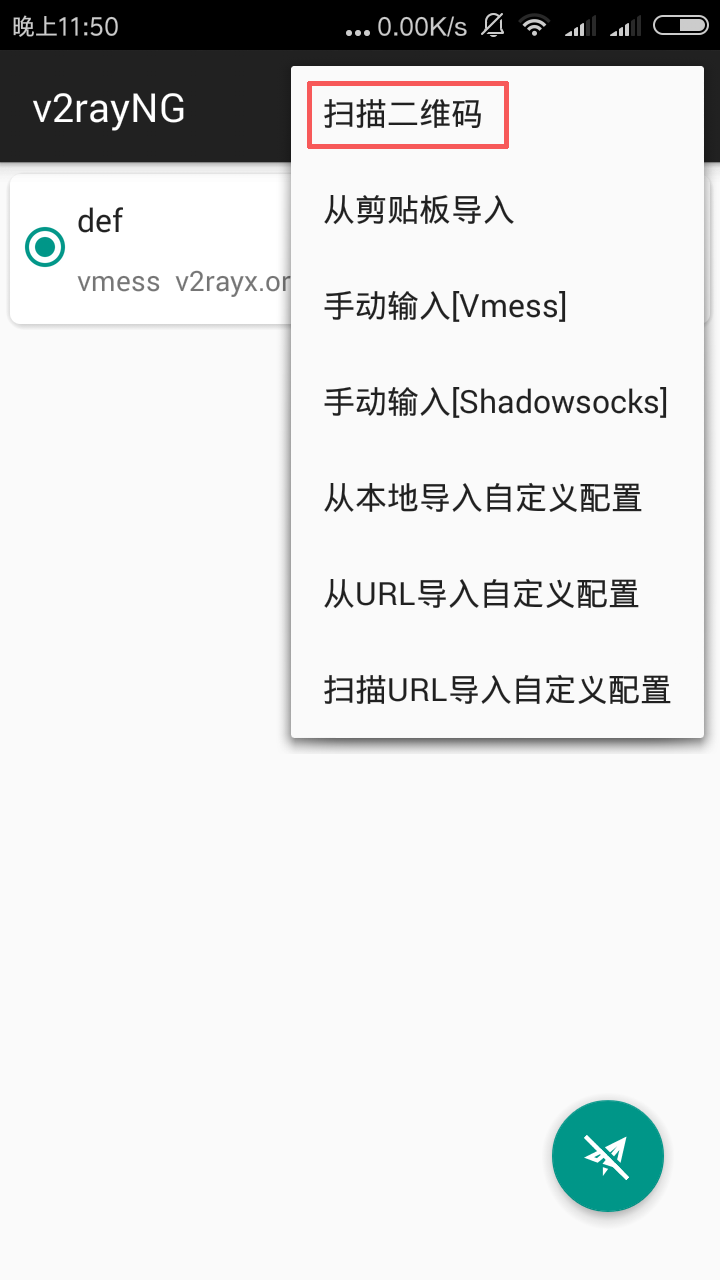 晚上11:50
... 0.00K/s
v2rayNG
扫描二维码
def
从剪贴板导入
vmess v2rayx.or
手动输入[Vmess]
手动输入[Shadowsocks]
从本地导入自定义配置
从URL导入自定义配置
扫描URL导入自定义配置